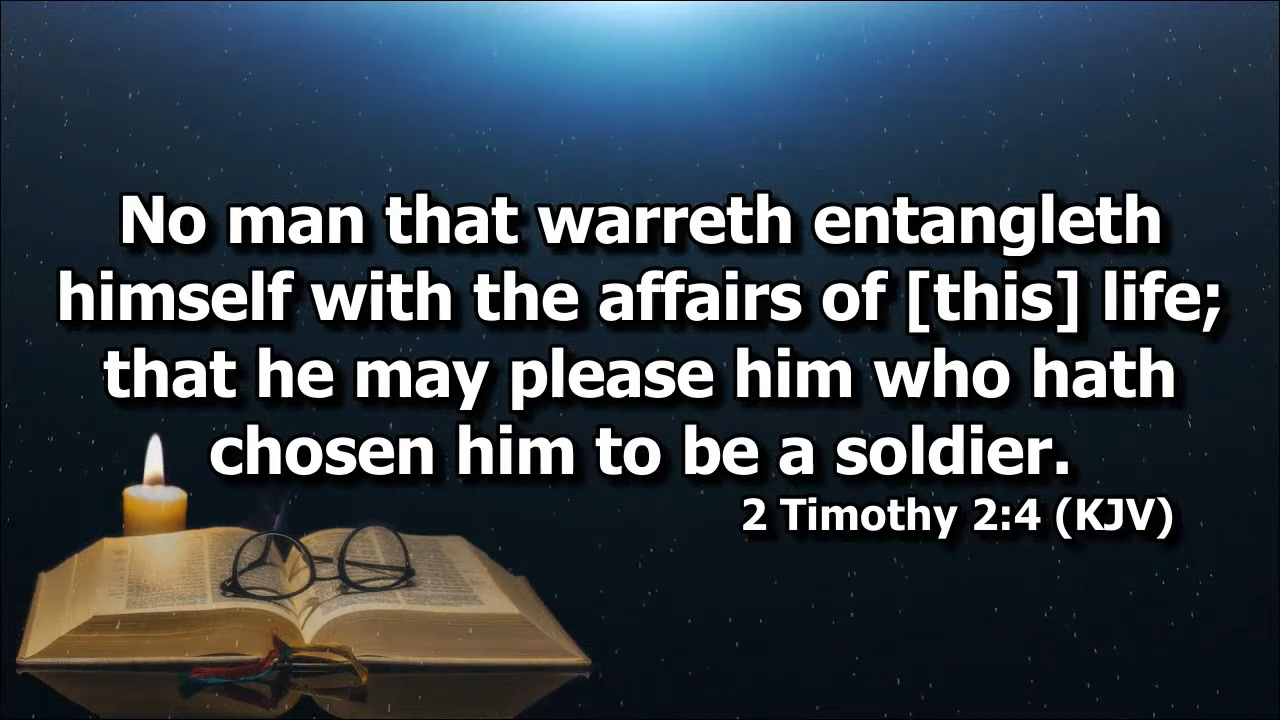 No man that warreth entangleth
himself with the affairs of [this] life;
that he may please him who hath
chosen him to be a soldier.
2 Timothy 2:4 (KJV)